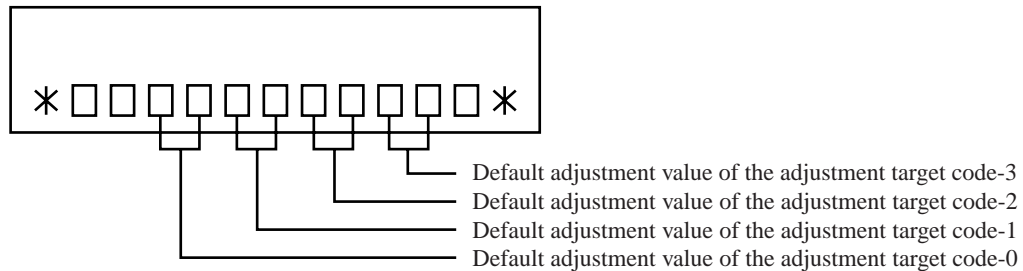 * □ □ □ □ □ □ □ □ □ □ □ *
Default adjustment value of the adjustment target code-3
Default adjustment value of the adjustment target code-2
Default adjustment value of the adjustment target code-1
Default adjustment value of the adjustment target code-0